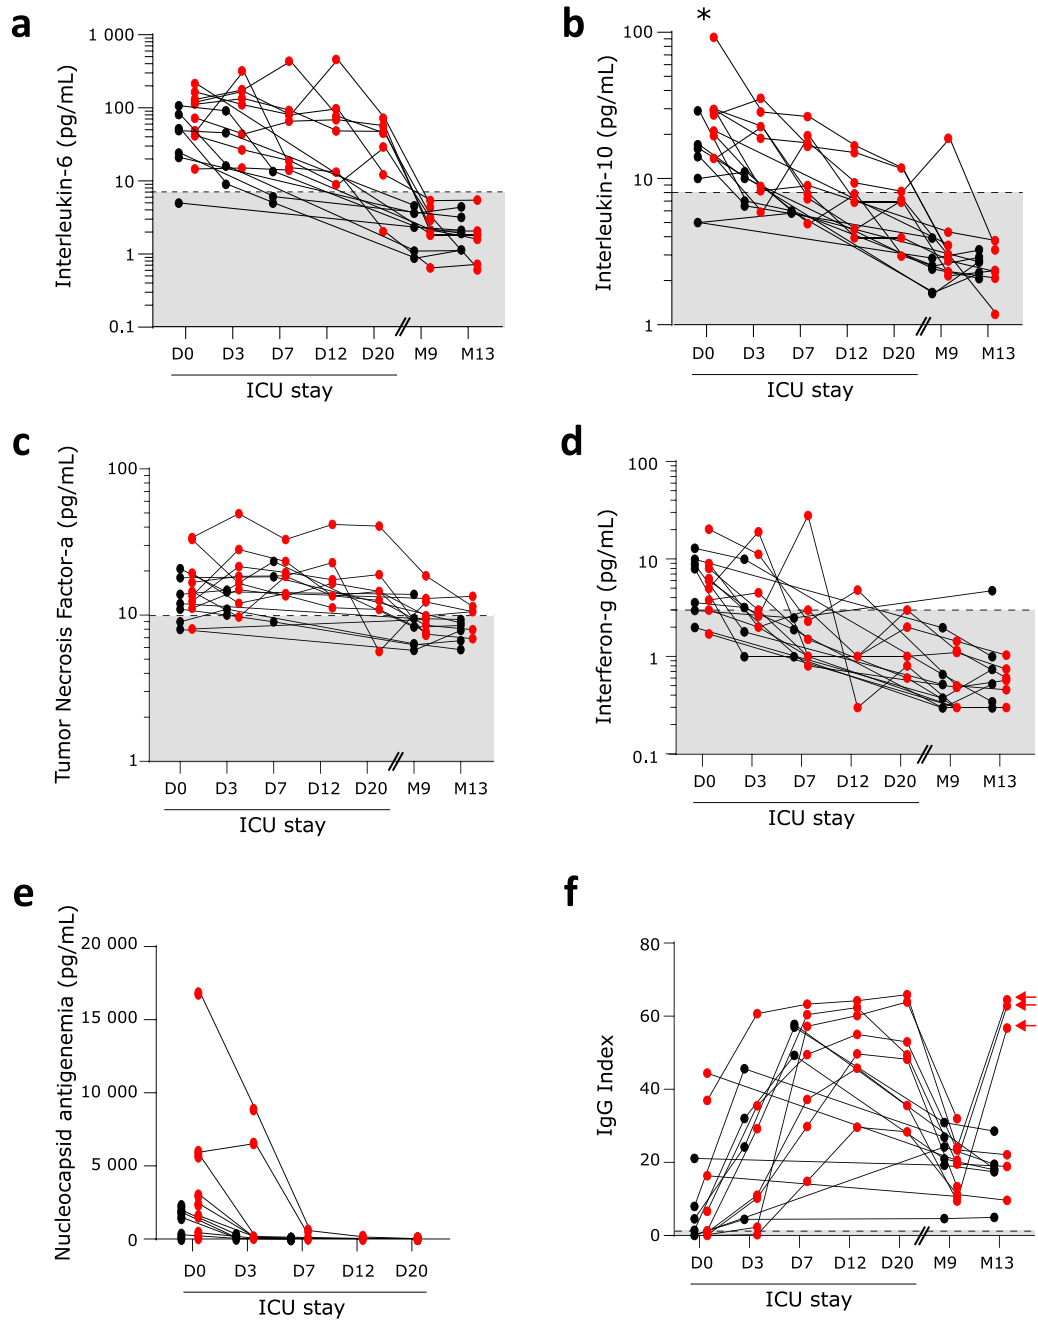 a
Interleukin-6 (pg/mL)
1 000
100
10
1
0.1
D0 D3 D7 D12 D20 M9 M13
ICU stay
b
*
Interleukin-10 (pg/mL)
100
10
1
D0 D3 D7 D12 D20 M9 M13
ICU stay
c
Tumor Necrosis Factor-a (pg/mL)
100
10
1
D0 D3 D7 D12 D20 M9 M13
ICU stay
d
Interferon-g (pg/mL)
100
10
1
0.1
D0 D3 D7 D12 D20 M9 M13
ICU stay
e
Nucleocapsid antigenemia (pg/mL)
20 000
15 000
10 000
5 000
0
D0 D3 D7 D12 D20
ICU stay
f
IgG Index
80
60
40
20
0
D0 D3 D7 D12 D20 M9 M13
ICU stay